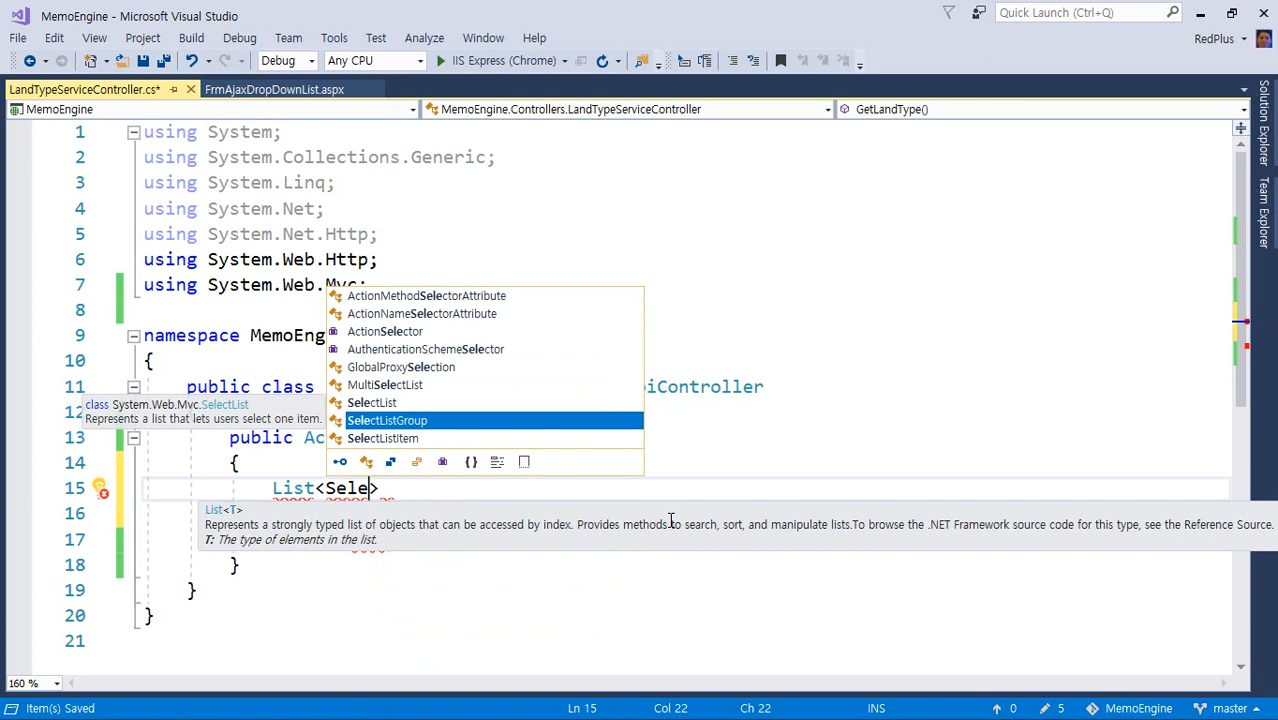 MemoEngine - Microsoft Visual Studio
Quick Launch (Ctrl+Q)
File Edit View Project Build Debug Team Tools Test Analyze Window Help
RedPlus
Debug Any CPU IIS Express (Chrome)
LandTypeServiceController.cs* FrmAjaxDropDownList.aspx
MemoEngine MemoEngine.Controllers.LandTypeServiceController GetLandType()
1 using System;
2 using System.Collections.Generic;
3 using System.Linq;
4 using System.Net;
5 using System.Net.Http;
6 using System.Web.Http;
7 using System.Web.Mvc;
8
ActionMethodSelectorAttribute
ActionNameSelectorAttribute
9 namespace MemoEng
ActionSelector
AuthenticationSchemeSelector
10 {
GlobalProxySelection
11 public class piController
MultiSelectList
class System.Web.Mvc.SelectList
SelectList
Represents a list that lets users select one item.
SelectListGroup
13 public Ac
SelectListItem
14 {
15 List<Sele>
16
List<T>
Represents a strongly typed list of objects that can be accessed by index. Provides methods to search, sort, and manipulate lists.To browse the .NET Framework source code for this type, see the Reference Source.
17
T: The type of elements in the list.
18 }
19 }
20 }
21
160 %
Item(s) Saved Ln 15 Col 22 Ch 22 INS 0 5 MemoEngine master
Solution Explorer
Team Explorer